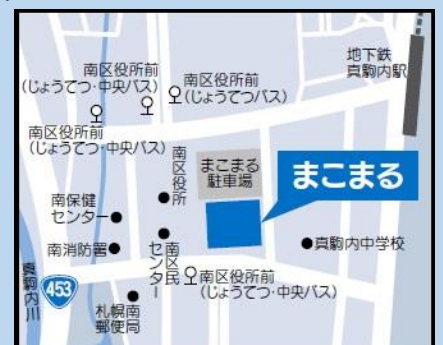 地下鉄
真駒内駅
南区役所前
(じょうてつ･中央バス)
南区役所前
(じょうてつバス)
南区役所前
(じょうてつ･中央バス)
南区役所
まこまる
駐車場
まこまる
南保健
センター
南消防署
南区民
センター
真駒内中学校
南区役所前
(じょうてつ･中央バス)
真駒内川
453
札幌南
郵便局